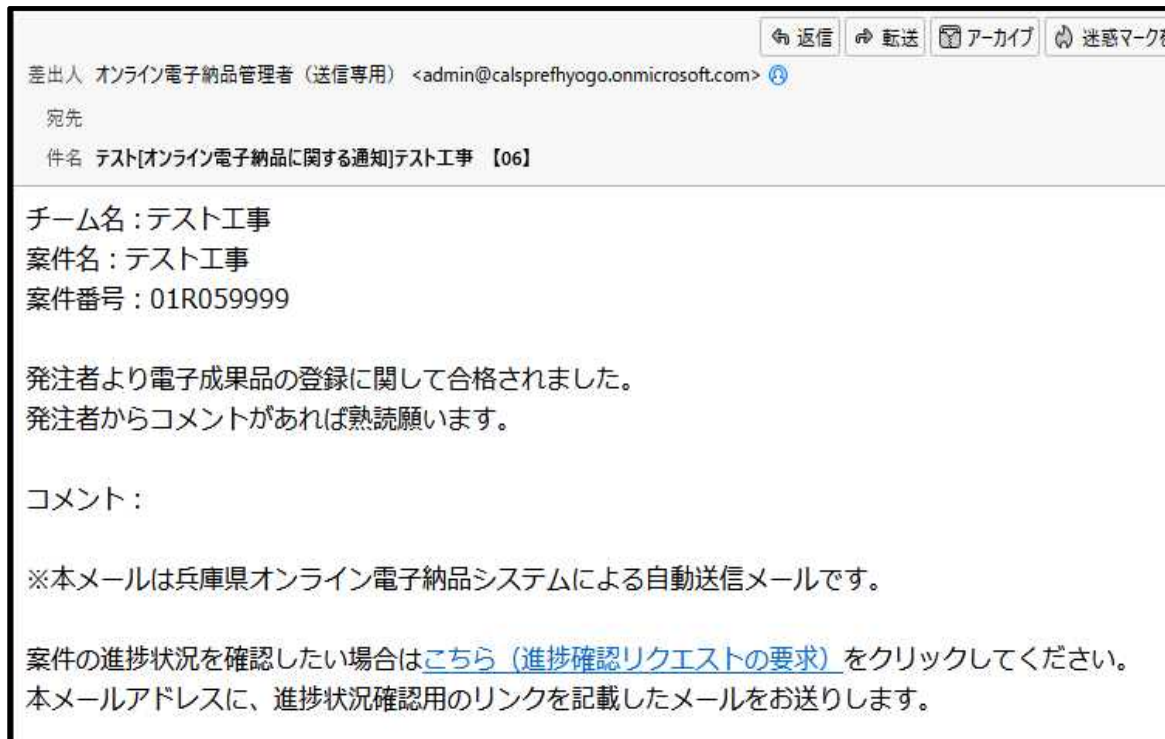 返信 転送 アーカイブ 迷惑マークを
差出人 オンライン電子納品管理者（送信専用） <admin@calsprefhyogo.onmicrosoft.com>
宛先
件名 テスト[オンライン電子納品に関する通知]テスト工事 【06】
チーム名：テスト工事
案件名：テスト工事
案件番号：01R059999
発注者より電子成果品の登録に関して合格されました。
発注者からコメントがあれば熟読願います。
コメント：
※本メールは兵庫県オンライン電子納品システムによる自動送信メールです。
案件の進捗状況を確認したい場合はこちら（進捗確認リクエストの要求）をクリックしてください。
本メールアドレスに、進捗状況確認用のリンクを記載したメールをお送りします。